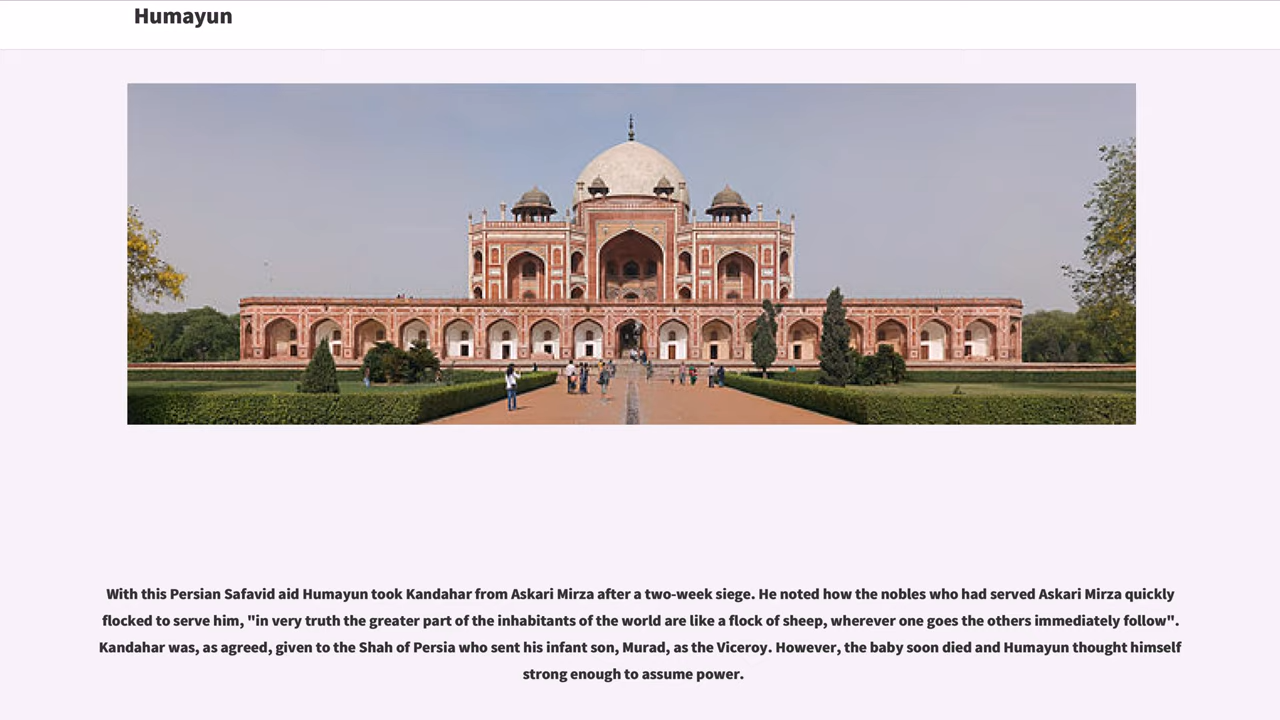 Humayun
With this Persian Safavid aid Humayun took Kandahar from Askari Mirza after a two-week siege. He noted how the nobles who had served Askari Mirza quickly
flocked to serve him, "in very truth the greater part of the inhabitants of the world are like a flock of sheep, wherever one goes the others immediately follow".
Kandahar was, as agreed, given to the Shah of Persia who sent his infant son, Murad, as the Viceroy. However, the baby soon died and Humayun thought himself
strong enough to assume power.